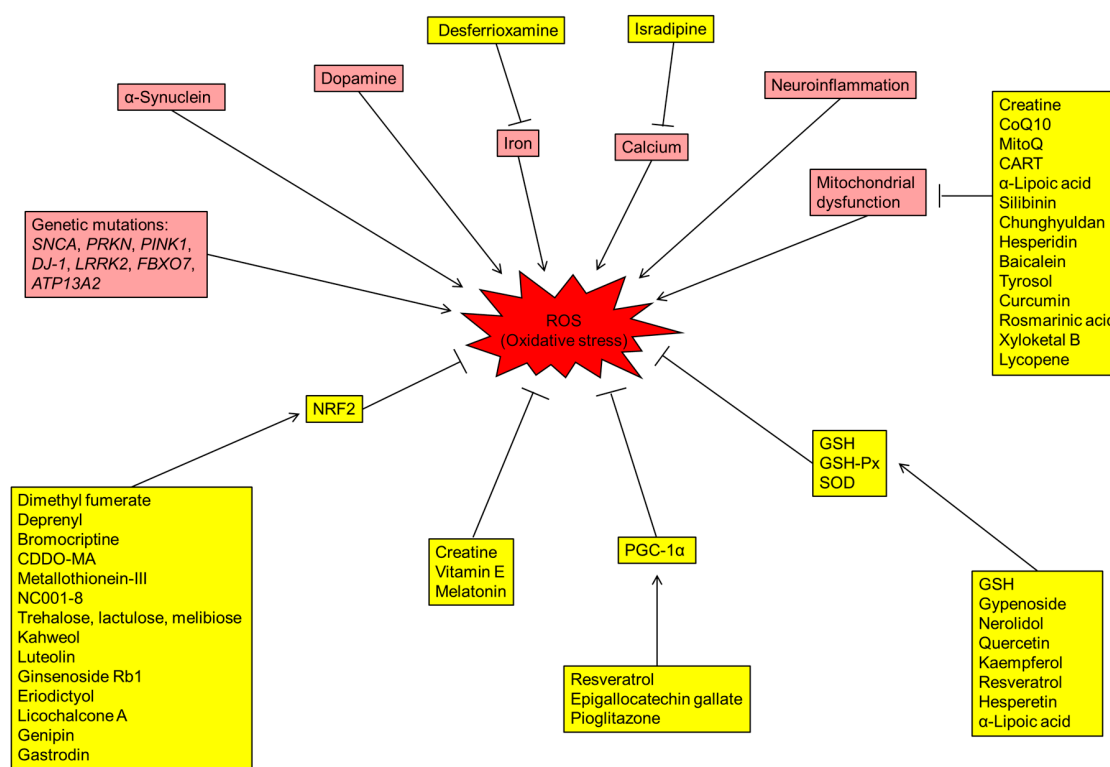 Desferrioxamine
Isradipine
Dopamine
Neuroinflammation
α-Synuclein
Iron
Calcium
Mitochondrial
dysfunction
Creatine
CoQ10
MitoQ
CART
α-Lipoic acid
Silibinin
Chunghyuldan
Hesperidin
Baicalein
Tyrosol
Curcumin
Rosmarinic acid
Xyloketal B
Lycopene
Genetic mutations:
SNCA, PRKN, PINK1,
DJ-1, LRRK2, FBXO7,
ATP13A2
ROS
(Oxidative stress)
NRF2
GSH
GSH-Px
SOD
Dimethyl fumerate
Deprenyl
Bromocriptine
CDDO-MA
Metallothionein-III
NC001-8
Trehalose, lactulose, melibiose
Kahweol
Luteolin
Ginsenoside Rb1
Eriodictyol
Licochalcone A
Genipin
Gastrodin
Creatine
Vitamin E
Melatonin
PGC-1α
Resveratrol
Epigallocatechin gallate
Pioglitazone
GSH
Gypenoside
Nerolidol
Quercetin
Kaempferol
Resveratrol
Hesperetin
α-Lipoic acid